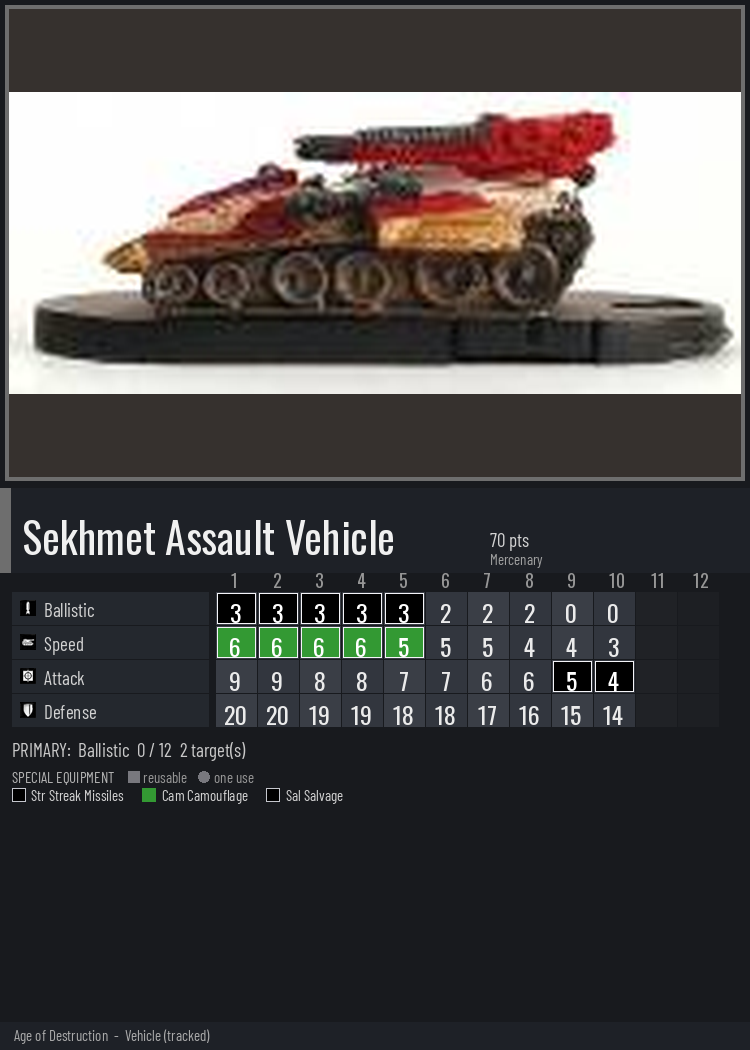 Sekhmet Assault Vehicle
70 pts
Mercenary
1 2 3 4 5 6 7 8 9 10 11 12
Ballistic 3 3 3 3 3 2 2 2 0 0
Speed 6 6 6 6 5 5 5 4 4 3
Attack 9 9 8 8 7 7 6 6 5 4
Defense 20 20 19 19 18 18 17 16 15 14
PRIMARY: Ballistic 0 / 12 2 target(s)
SPECIAL EQUIPMENT reusable one use
Str Streak Missiles Cam Camouflage Sal Salvage
Age of Destruction - Vehicle (tracked)